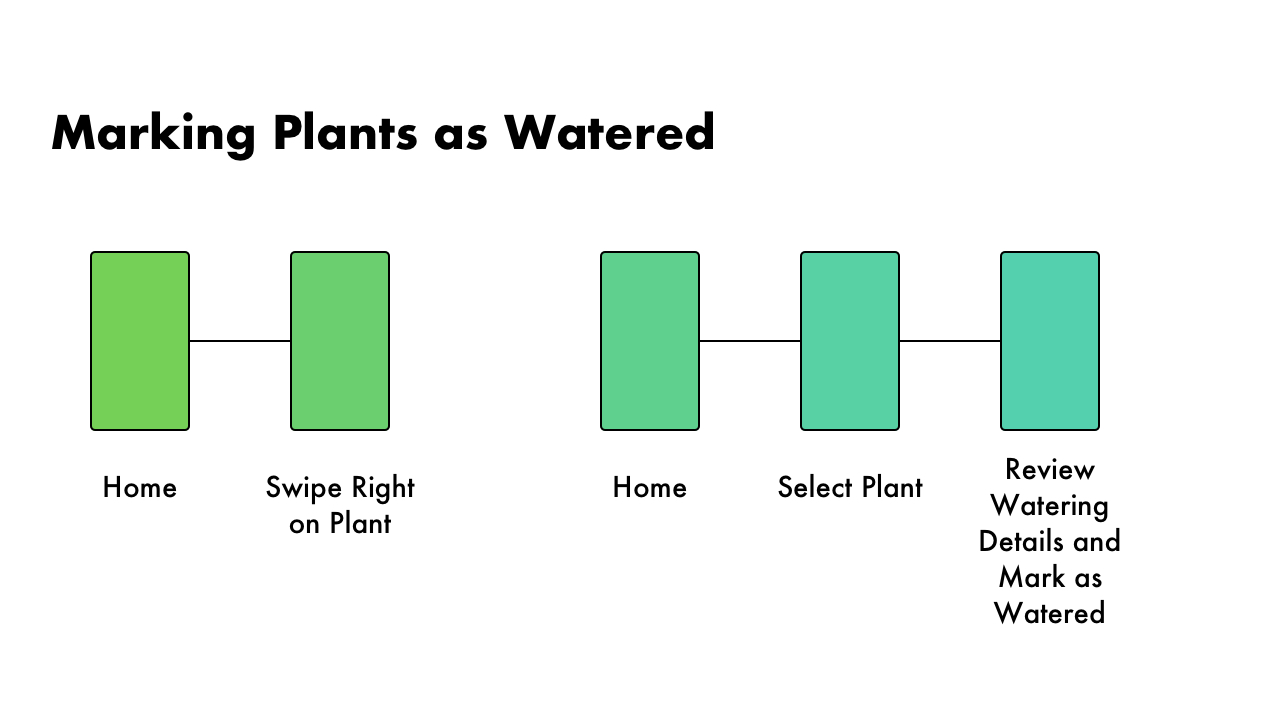 Marking Plants as Watered
Home
Swipe Right
on Plant
Home
Select Plant
Review
Watering
Details and
Mark as
Watered